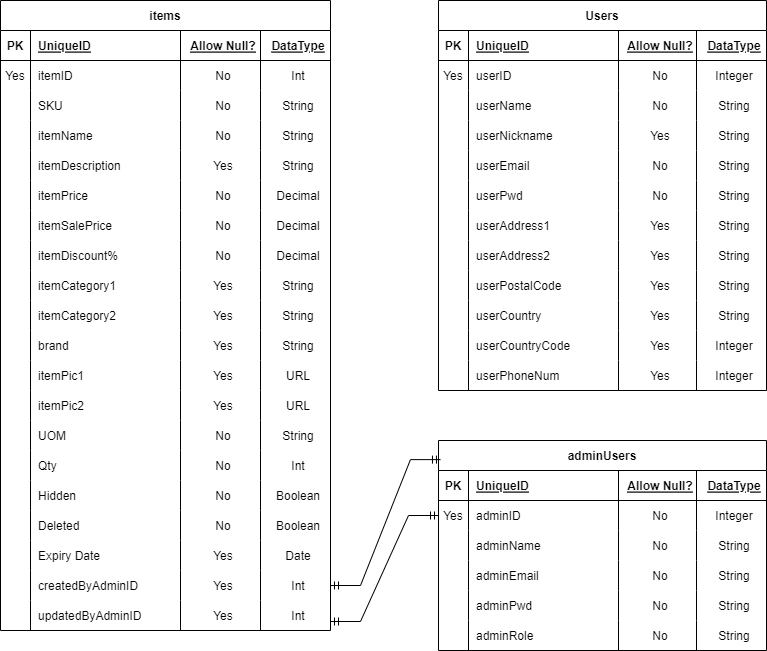 items
PK UniqueID Allow Null? DataType
Yes itemID No Int
SKU No String
itemName No String
itemDescription Yes String
itemPrice No Decimal
itemSalePrice No Decimal
itemDiscount% No Decimal
itemCategory1 Yes String
itemCategory2 Yes String
brand Yes String
itemPic1 Yes URL
itemPic2 Yes URL
UOM No String
Qty No Int
Hidden No Boolean
Deleted No Boolean
Expiry Date Yes Date
createdByAdminID Yes Int
updatedByAdminID Yes Int
Users
PK UniqueID Allow Null? DataType
Yes userID No Integer
userName No String
userNickname Yes String
userEmail No String
userPwd No String
userAddress1 Yes String
userAddress2 Yes String
userPostalCode Yes String
userCountry Yes String
userCountryCode Yes Integer
userPhoneNum Yes Integer
adminUsers
PK UniqueID Allow Null? DataType
Yes adminID No Integer
adminName No String
adminEmail No String
adminPwd No String
adminRole No String